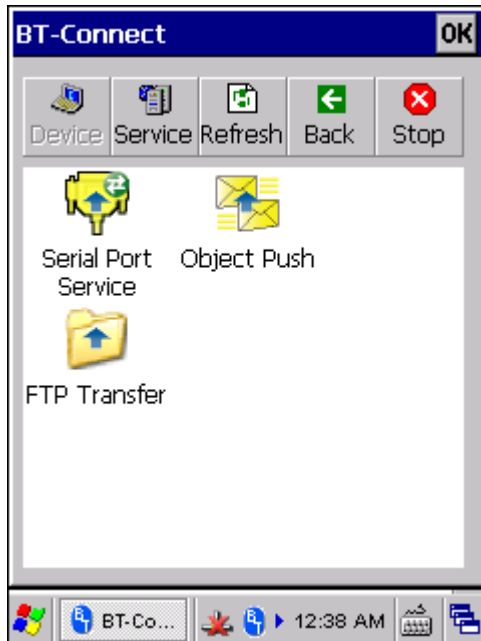 BT-Connect OK
Device Service Refresh Back Stop
Serial Port Object Push
Service
FTP Transfer
BT-Co... 12:38 AM